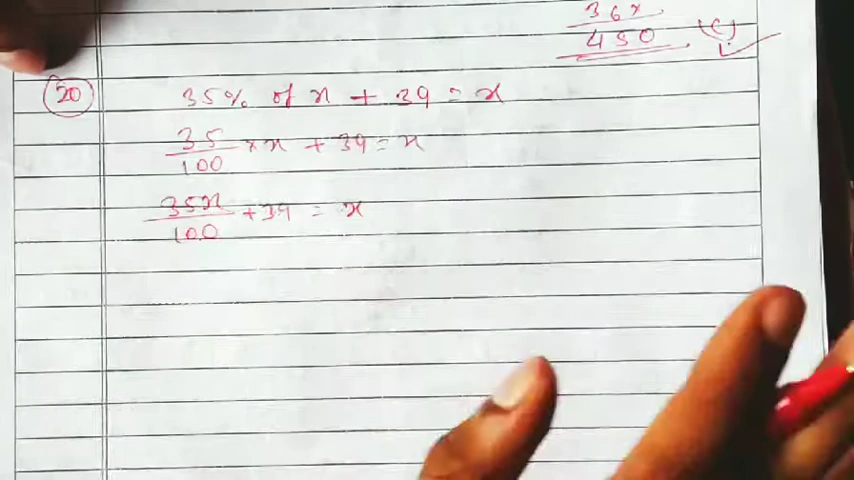 36x
450 (C)
20 35% of x + 39 = x
35/100 × x + 39 = x
35x/100 + 39 = x